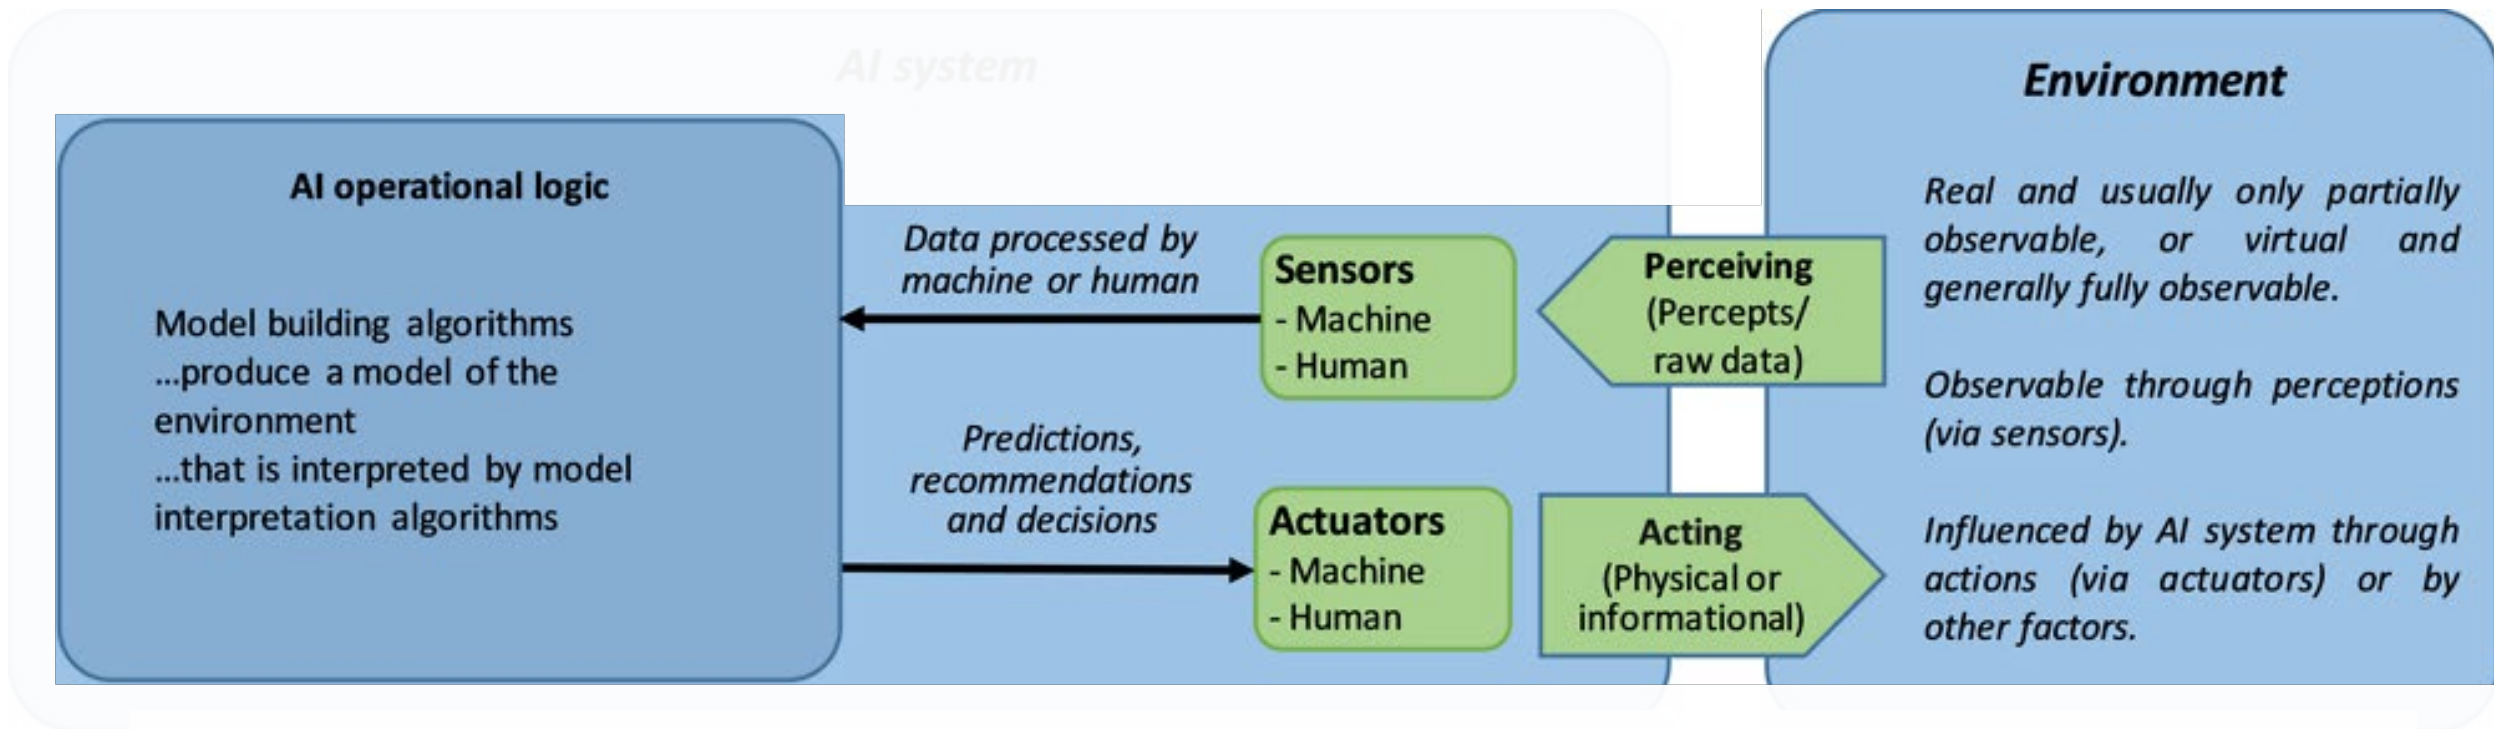 AI system
AI operational logic
Model building algorithms
...produce a model of the
environment
...that is interpreted by model
interpretation algorithms
Data processed by
machine or human
Predictions,
recommendations
and decisions
Sensors
- Machine
- Human
Actuators
- Machine
- Human
Perceiving
(Percepts/
raw data)
Acting
(Physical or
informational)
Environment
Real and usually only partially
observable, or virtual and
generally fully observable.
Observable through perceptions
(via sensors).
Influenced by AI system through
actions (via actuators) or by
other factors.